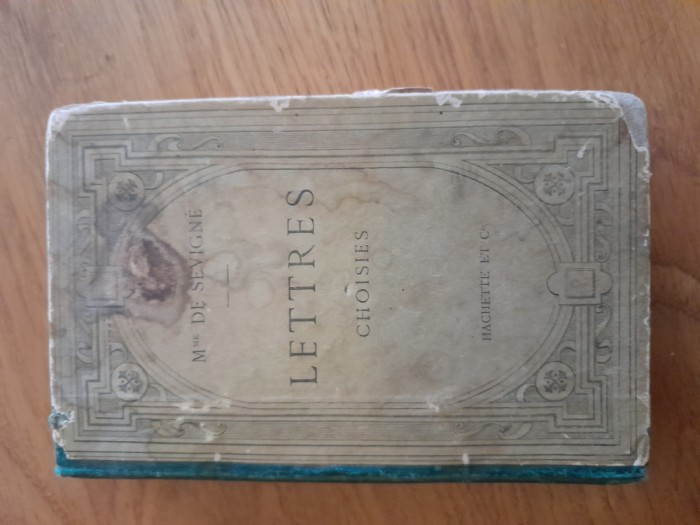 Mme DE SÉVIGNÉ
LETTRES
CHOISIES
HACHETTE ET Cie